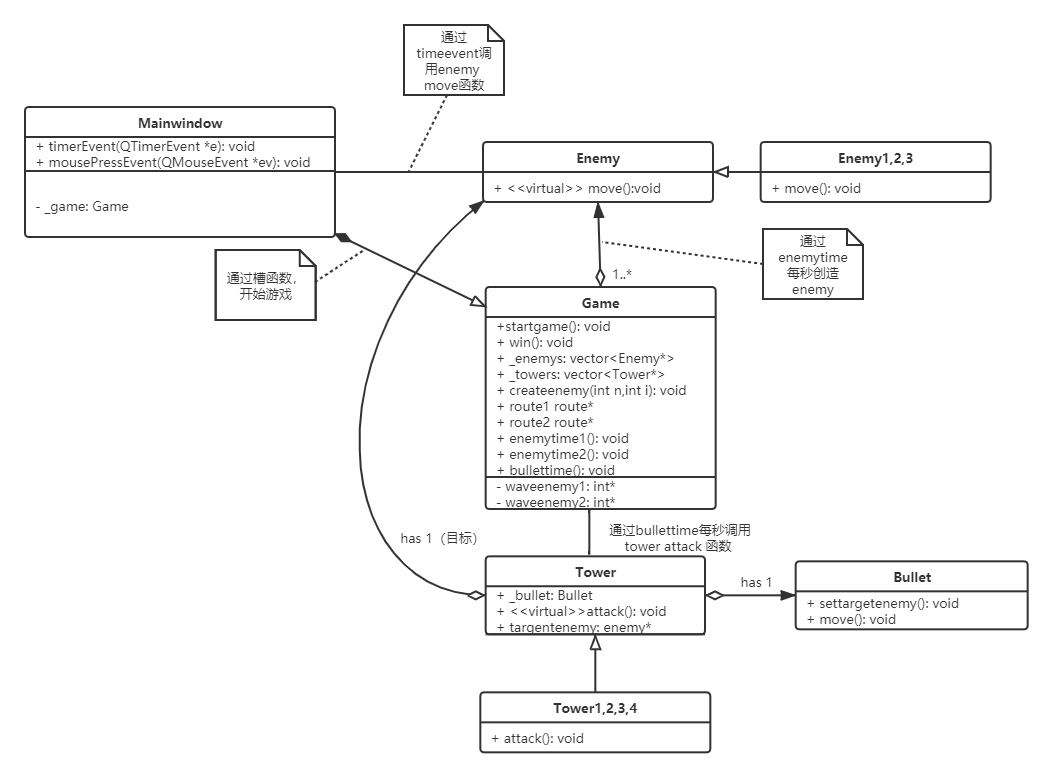 通过
timeevent调
用enemy
move函数
Mainwindow
+ timerEvent(QTimerEvent *e): void
+ mousePressEvent(QMouseEvent *ev): void
- _game: Game
Enemy
+ <<virtual>> move():void
Enemy1,2,3
+ move(): void
通过
enemytime
每秒创造
enemy
通过槽函数，
开始游戏
1..*
Game
+startgame(): void
+ win(): void
+ _enemys: vector<Enemy*>
+ _towers: vector<Tower*>
+ createenemy(int n,int i): void
+ route1 route*
+ route2 route*
+ enemytime1(): void
+ enemytime2(): void
+ bullettime(): void
- waveenemy1: int*
- waveenemy2: int*
has 1（目标）
通过bullettime每秒调用
tower attack 函数
Tower
+ _bullet: Bullet
+ <<virtual>>attack(): void
+ targentenemy: enemy*
has 1
Bullet
+ settargetenemy(): void
+ move(): void
Tower1,2,3,4
+ attack(): void